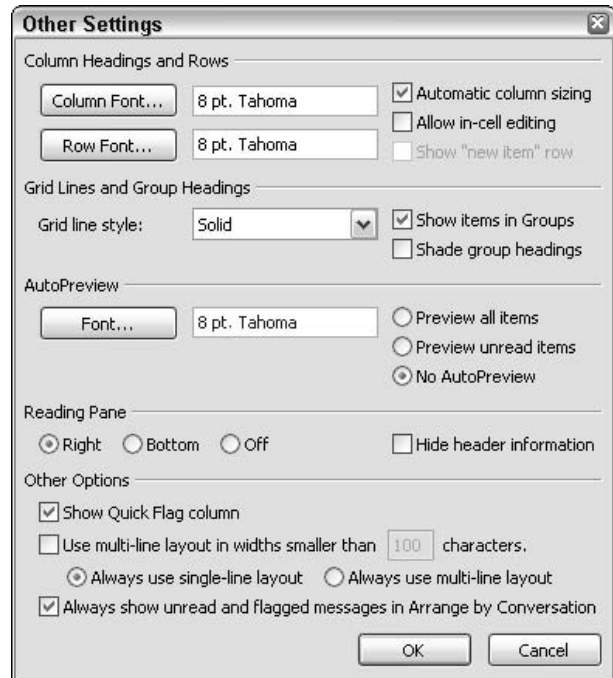 Other Settings
Column Headings and Rows
Column Font... 8 pt. Tahoma Automatic column sizing
Allow in-cell editing
Row Font... 8 pt. Tahoma Show "new item" row
Grid Lines and Group Headings
Grid line style: Solid Show items in Groups
Shade group headings
AutoPreview
Font... 8 pt. Tahoma Preview all items
Preview unread items
No AutoPreview
Reading Pane
Right Bottom Off Hide header information
Other Options
Show Quick Flag column
Use multi-line layout in widths smaller than 100 characters.
Always use single-line layout Always use multi-line layout
Always show unread and flagged messages in Arrange by Conversation
OK Cancel